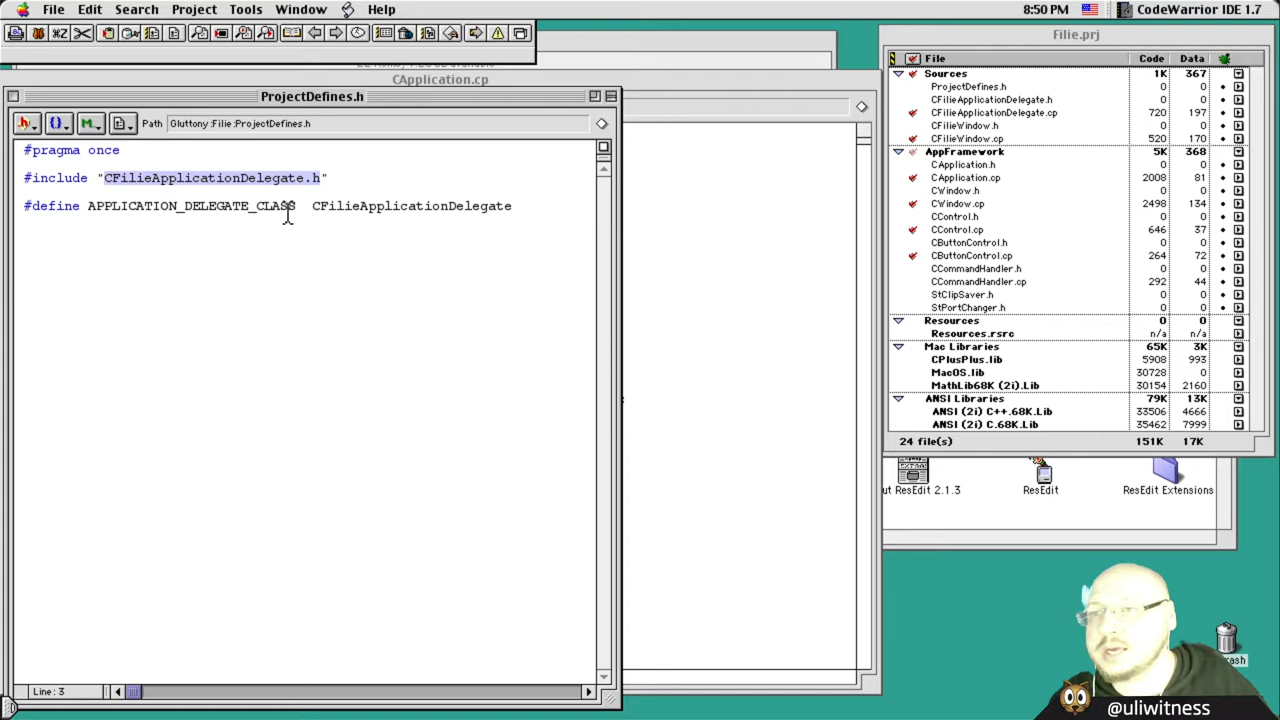 File Edit Search Project Tools Window Help
8:50 PM CodeWarrior IDE 1.7
CApplication.cp
ProjectDefines.h
Path Gluttony:Filie:ProjectDefines.h
#pragma once
#include "CFilieApplicationDelegate.h"
#define APPLICATION_DELEGATE_CLASS CFilieApplicationDelegate
Line: 3
Filie.prj
File Code Data
Sources 1K 367
ProjectDefines.h 0 0
CFilieApplicationDelegate.h 0 0
CFilieApplicationDelegate.cp 720 197
CFilieWindow.h 0 0
CFilieWindow.cp 520 170
AppFramework 5K 368
CApplication.h 0 0
CApplication.cp 2008 81
CWindow.h 0 0
CWindow.cp 2498 134
CControl.h 0 0
CControl.cp 646 37
CButtonControl.h 0 0
CButtonControl.cp 264 72
CCommandHandler.h 0 0
CCommandHandler.cp 292 44
StClipSaver.h 0 0
StPortChanger.h 0 0
Resources 0 0
Resources.rsrc n/a n/a
Mac Libraries 65K 3K
CPlusPlus.lib 5908 993
MacOS.lib 30728 0
MathLib68K (2i).Lib 30154 2160
ANSI Libraries 79K 13K
ANSI (2i) C++.68K.Lib 33506 4666
ANSI (2i) C.68K.Lib 35462 7999
24 file(s) 151K 17K
ut ResEdit 2.1.3
ResEdit
ResEdit Extensions
@uliwitness